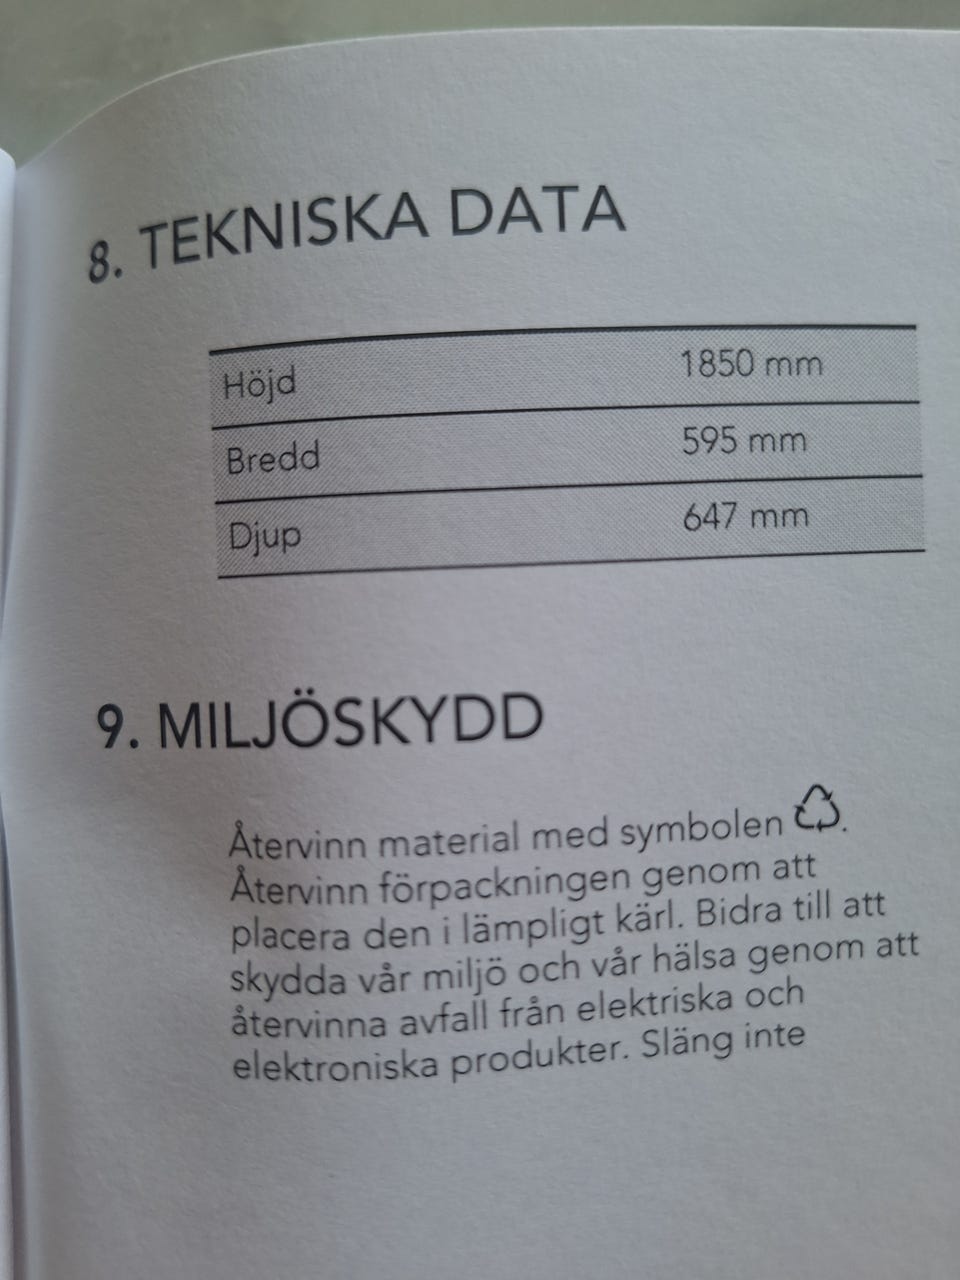 8. TEKNISKA DATA
Höjd 1850 mm
Bredd 595 mm
Djup 647 mm
9. MILJÖSKYDD
Återvinn material med symbolen ♺.
Återvinn förpackningen genom att
placera den i lämpligt kärl. Bidra till att
skydda vår miljö och vår hälsa genom att
återvinna avfall från elektriska och
elektroniska produkter. Släng inte